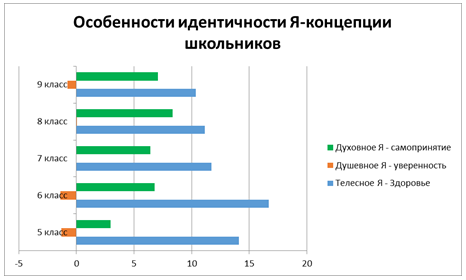 Особенности идентичности Я-концепции
школьников
9 класс
8 класс
7 класс
6 класс
5 класс
-5 0 5 10 15 20
Духовное Я - самопринятие
Душевное Я - уверенность
Телесное Я - Здоровье